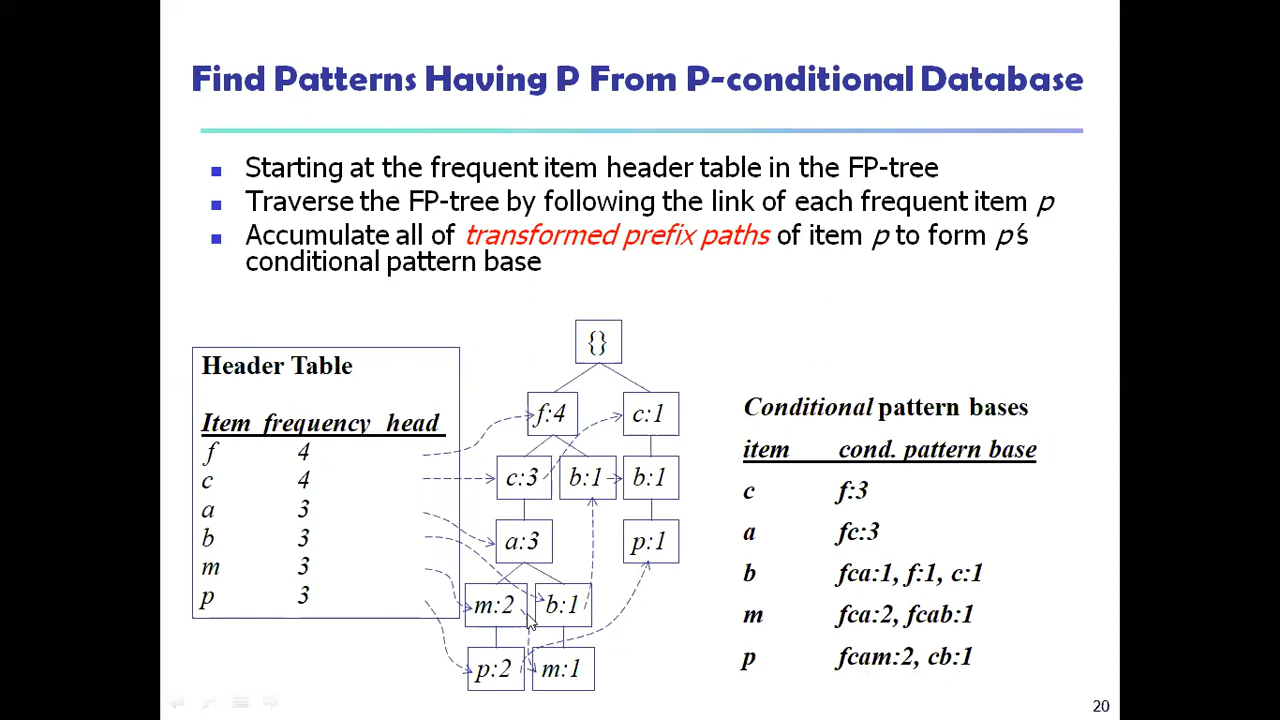 Find Patterns Having P From P-conditional Database
Starting at the frequent item header table in the FP-tree
Traverse the FP-tree by following the link of each frequent item p
Accumulate all of transformed prefix paths of item p to form p's
conditional pattern base
Header Table
Item frequency head
f 4
c 4
a 3
b 3
m 3
p 3
{}
f:4 c:1
c:3 b:1 b:1
a:3 p:1
m:2 b:1
p:2 m:1
Conditional pattern bases
item cond. pattern base
c f:3
a fc:3
b fca:1, f:1, c:1
m fca:2, fcab:1
p fcam:2, cb:1
20